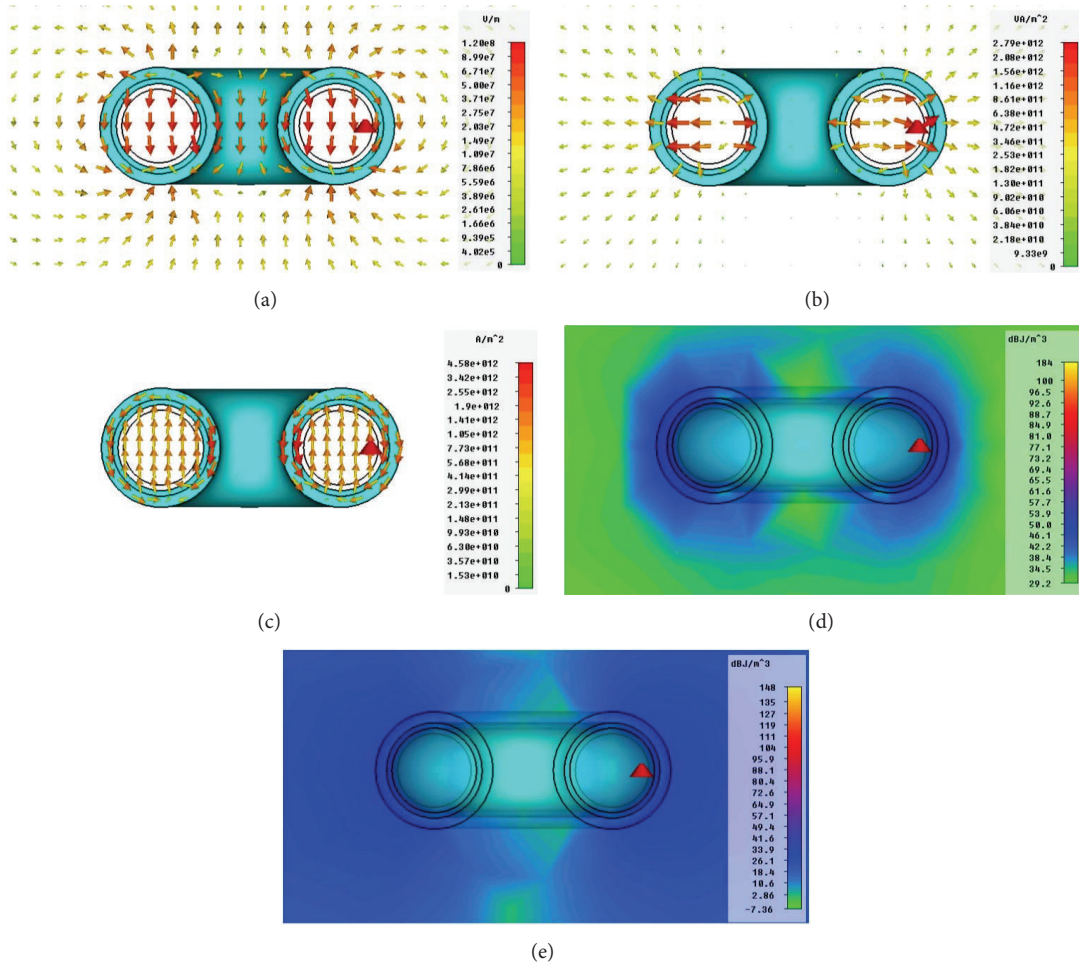 V/m
1.20e8
8.99e7
6.71e7
5.00e7
3.71e7
2.75e7
2.03e7
1.49e7
1.09e7
7.86e6
5.59e6
3.89e6
2.61e6
1.66e6
9.39e5
4.02e5
0
(a)
VA/m^2
2.79e+012
2.08e+012
1.56e+012
1.16e+012
8.61e+011
6.38e+011
4.72e+011
3.46e+011
2.53e+011
1.82e+011
1.30e+011
9.02e+010
6.06e+010
3.84e+010
2.18e+010
9.33e9
0
(b)
A/m^2
4.58e+012
3.42e+012
2.55e+012
1.9e+012
1.41e+012
1.05e+012
7.73e+011
5.68e+011
4.14e+011
2.99e+011
2.13e+011
1.48e+011
9.93e+010
6.30e+010
3.57e+010
1.53e+010
0
(c)
dBJ/m^3
184
100
96.5
92.6
88.7
84.9
81.0
77.1
73.2
69.4
65.5
61.6
57.7
53.9
50.0
46.1
42.2
38.4
34.5
29.2
(d)
dBJ/m^3
148
135
127
119
111
104
95.9
88.1
80.4
72.6
64.9
57.1
49.4
41.6
33.9
26.1
18.4
10.6
2.86
-7.36
(e)